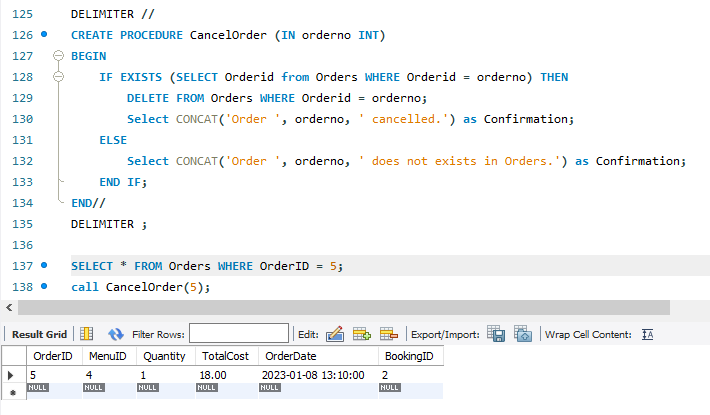 125 DELIMITER //
126 CREATE PROCEDURE CancelOrder (IN orderno INT)
127 BEGIN
128 IF EXISTS (SELECT Orderid from Orders WHERE Orderid = orderno) THEN
129 DELETE FROM Orders WHERE Orderid = orderno;
130 Select CONCAT('Order ', orderno, ' cancelled.') as Confirmation;
131 ELSE
132 Select CONCAT('Order ', orderno, ' does not exists in Orders.') as Confirmation;
133 END IF;
134 END//
135 DELIMITER ;
136
137 SELECT * FROM Orders WHERE OrderID = 5;
138 call CancelOrder(5);
Result Grid Filter Rows: Edit: Export/Import: Wrap Cell Content: IA
OrderID MenuID Quantity TotalCost OrderDate BookingID
5 4 1 18.00 2023-01-08 13:10:00 2
NULL NULL NULL NULL NULL NULL